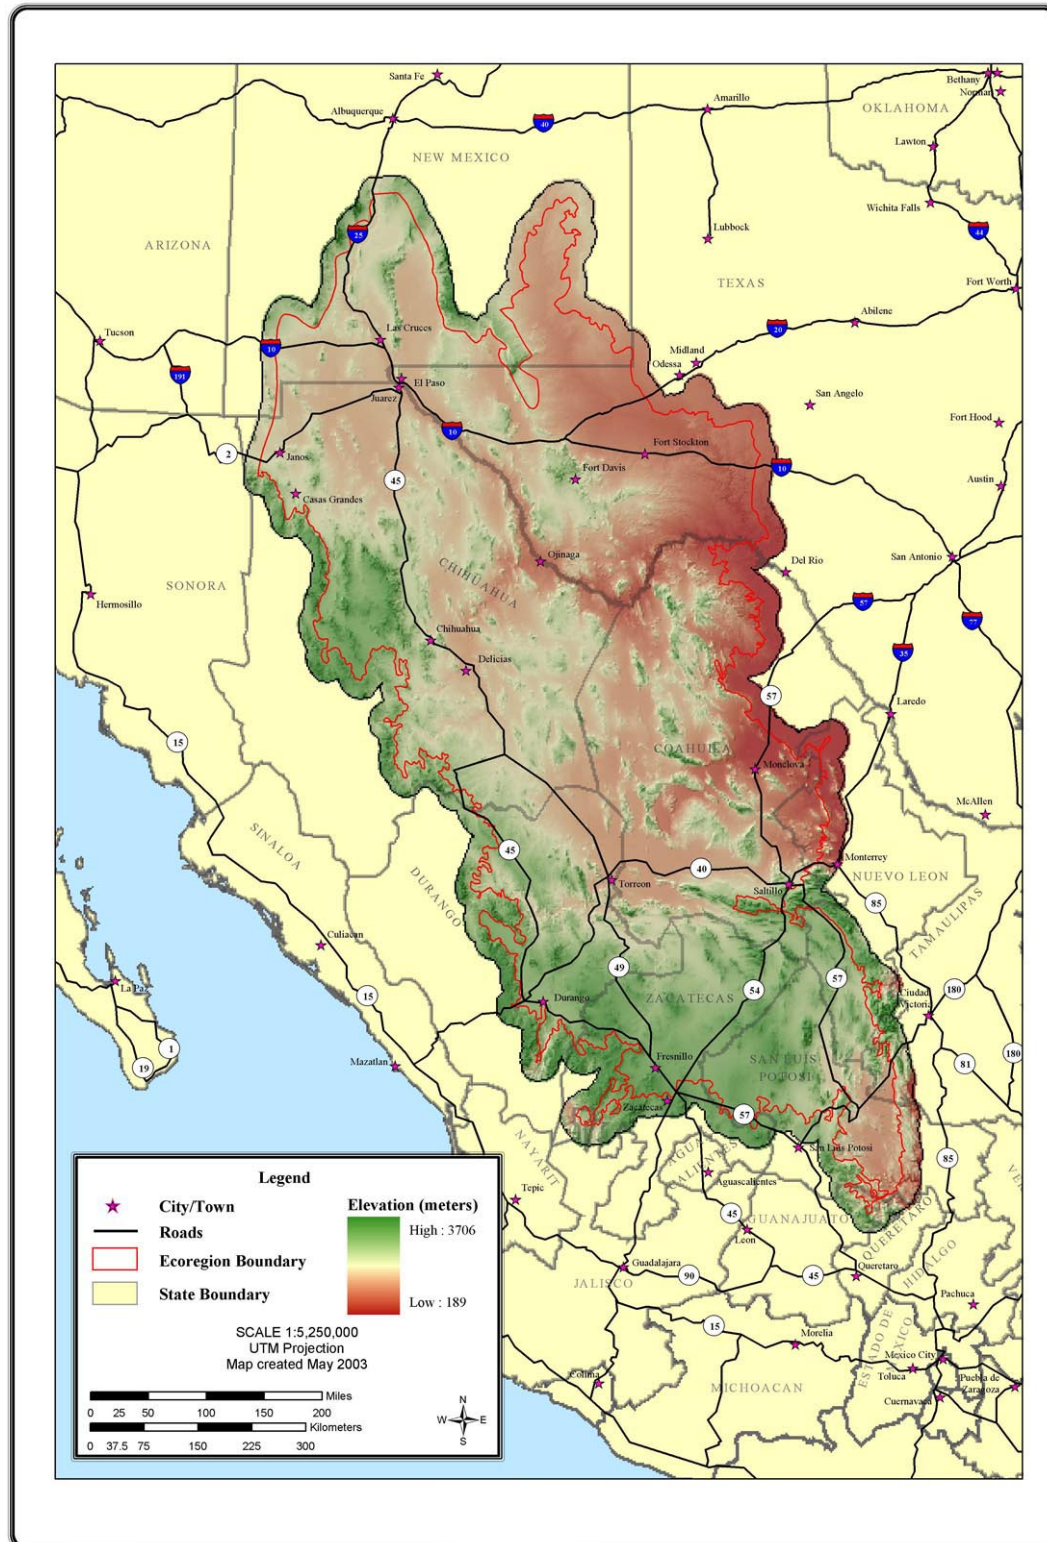 Santa Fe
Bethany
Norman
Albuquerque
Amarillo
OKLAHOMA
40
Lawton
NEW MEXICO
Wichita Falls
ARIZONA
25
Lubbock
44
TEXAS
Fort Worth
Tucson
Las Cruces
20
Abilene
10
Midland
Odessa
191
El Paso
Juarez
San Angelo
10
Fort Hood
2
Janos
Fort Stockton
10
45
Fort Davis
Austin
Casas Grandes
Ojinaga
San Antonio
Del Rio
SONORA
CHIHUAHUA
57
Hermosillo
77
Chihuahua
35
Delicias
57
Laredo
15
COAHUILA
Monclova
McAllen
SINALOA
45
Monterrey
40
NUEVO LEON
DURANGO
Torreon
Saltillo
85
TAMAULIPAS
Culiacan
49
57
La Paz
54
180
15
ZACATECAS
Ciudad
Victoria
Durango
1
Mazatlan
SAN LUIS
POTOSI
180
19
Fresnillo
81
Zacatecas
57
NAYARIT
AGUAS
CALIENTES
San Luis Potosi
85
Aguascalientes
Tepic
45
GUANAJUATO
QUERETARO
Leon
HIDALGO
Guadalajara
90
45
Queretaro
JALISCO
Pachuca
15
Morelia
ESTADO DE
MEXICO
Mexico City
Toluca
Puebla de
Zaragoza
Colima
MICHOACAN
Cuernavaca
Legend
City/Town
Roads
Ecoregion Boundary
State Boundary
Elevation (meters)
High : 3706
Low : 189
SCALE 1:5,250,000
UTM Projection
Map created May 2003
Miles
0 25 50 100 150 200
Kilometers
0 37.5 75 150 225 300
N
W E
S